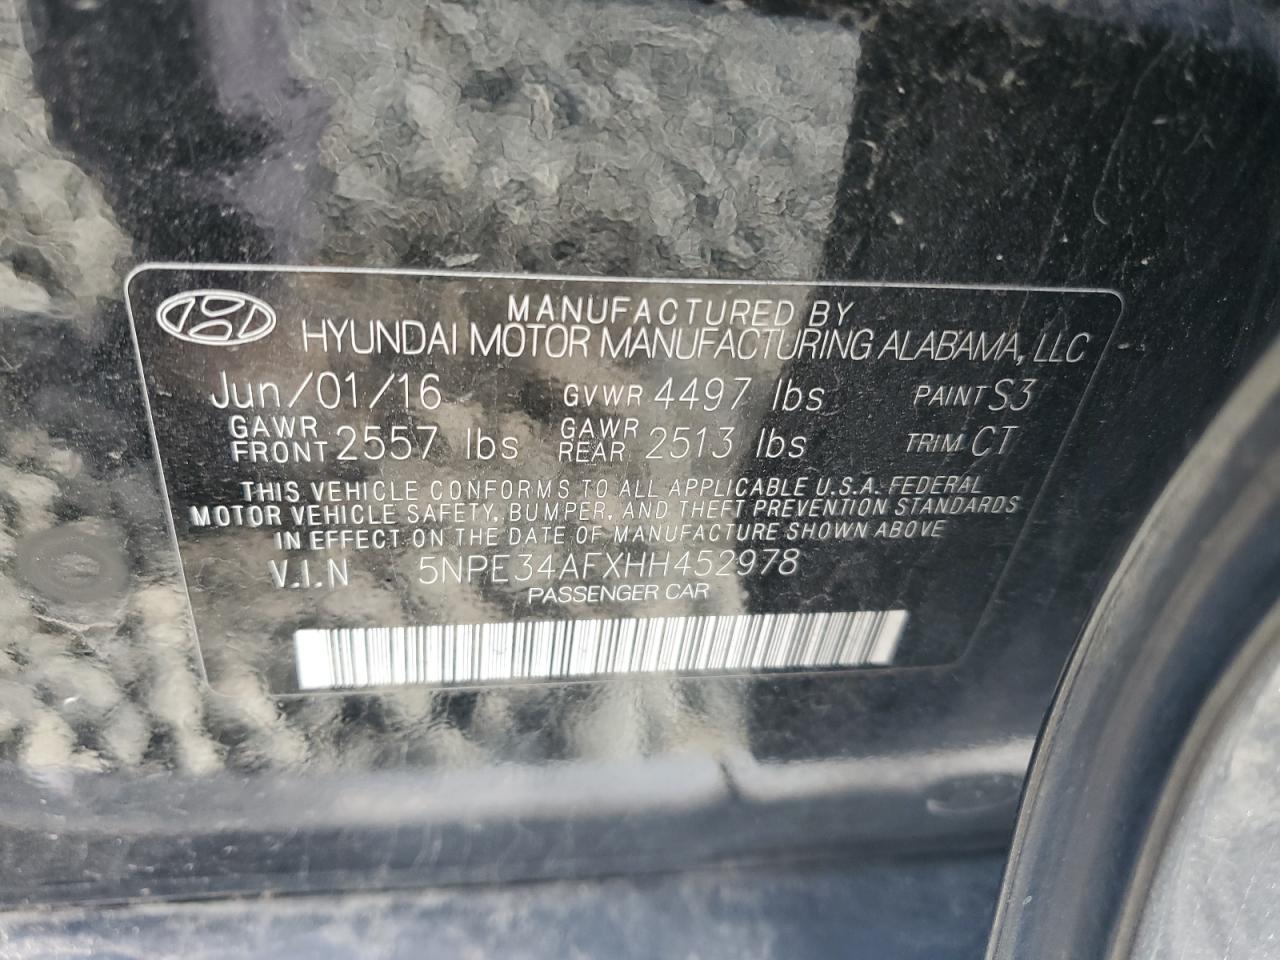 MANUFACTURED BY
HYUNDAI MOTOR MANUFACTURING ALABAMA, LLC
Jun/01/16 GVWR 4497 lbs PAINT S3
GAWR FRONT 2557 lbs GAWR REAR 2513 lbs TRIM CT
THIS VEHICLE CONFORMS TO ALL APPLICABLE U.S.A. FEDERAL
MOTOR VEHICLE SAFETY, BUMPER, AND THEFT PREVENTION STANDARDS
IN EFFECT ON THE DATE OF MANUFACTURE SHOWN ABOVE
V.I.N 5NPE34AFXHH452978
PASSENGER CAR